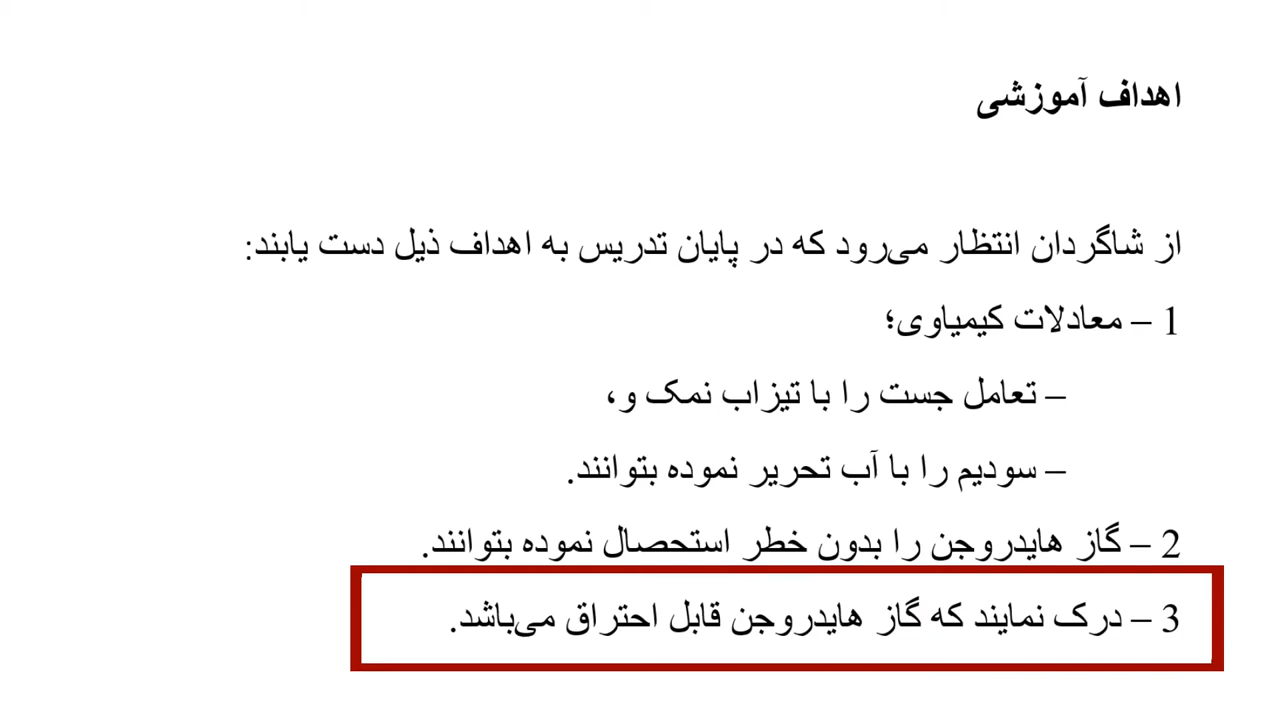 اهداف آموزشی
از شاگردان انتظار می‌رود که در پایان تدریس به اهداف ذیل دست یابند:
1 – معادلات کیمیاوی؛
– تعامل جست را با تیزاب نمک و،
– سودیم را با آب تحریر نموده بتوانند.
2 – گاز هایدروجن را بدون خطر استحصال نموده بتوانند.
3 – درک نمایند که گاز هایدروجن قابل احتراق می‌باشد.